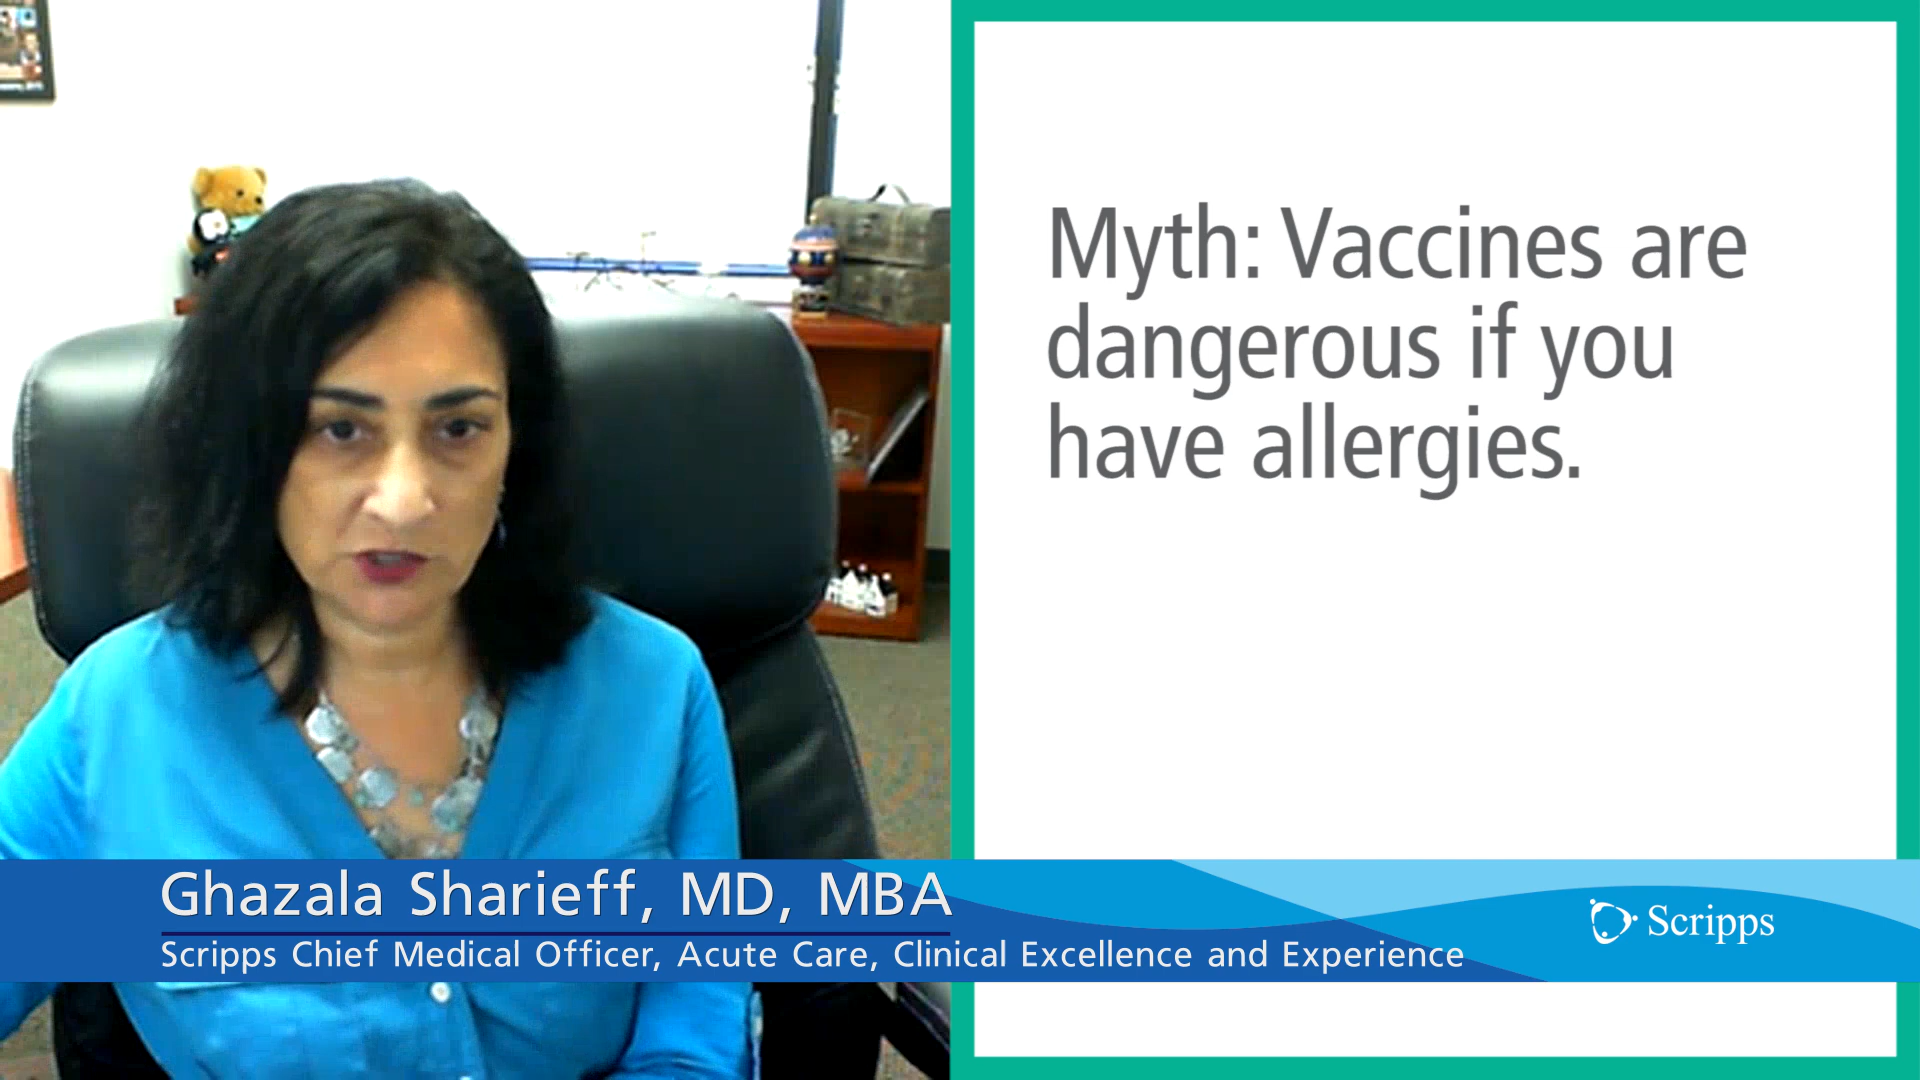 Myth: Vaccines are
dangerous if you
have allergies.
Ghazala Sharieff, MD, MBA
Scripps Chief Medical Officer, Acute Care, Clinical Excellence and Experience
Scripps